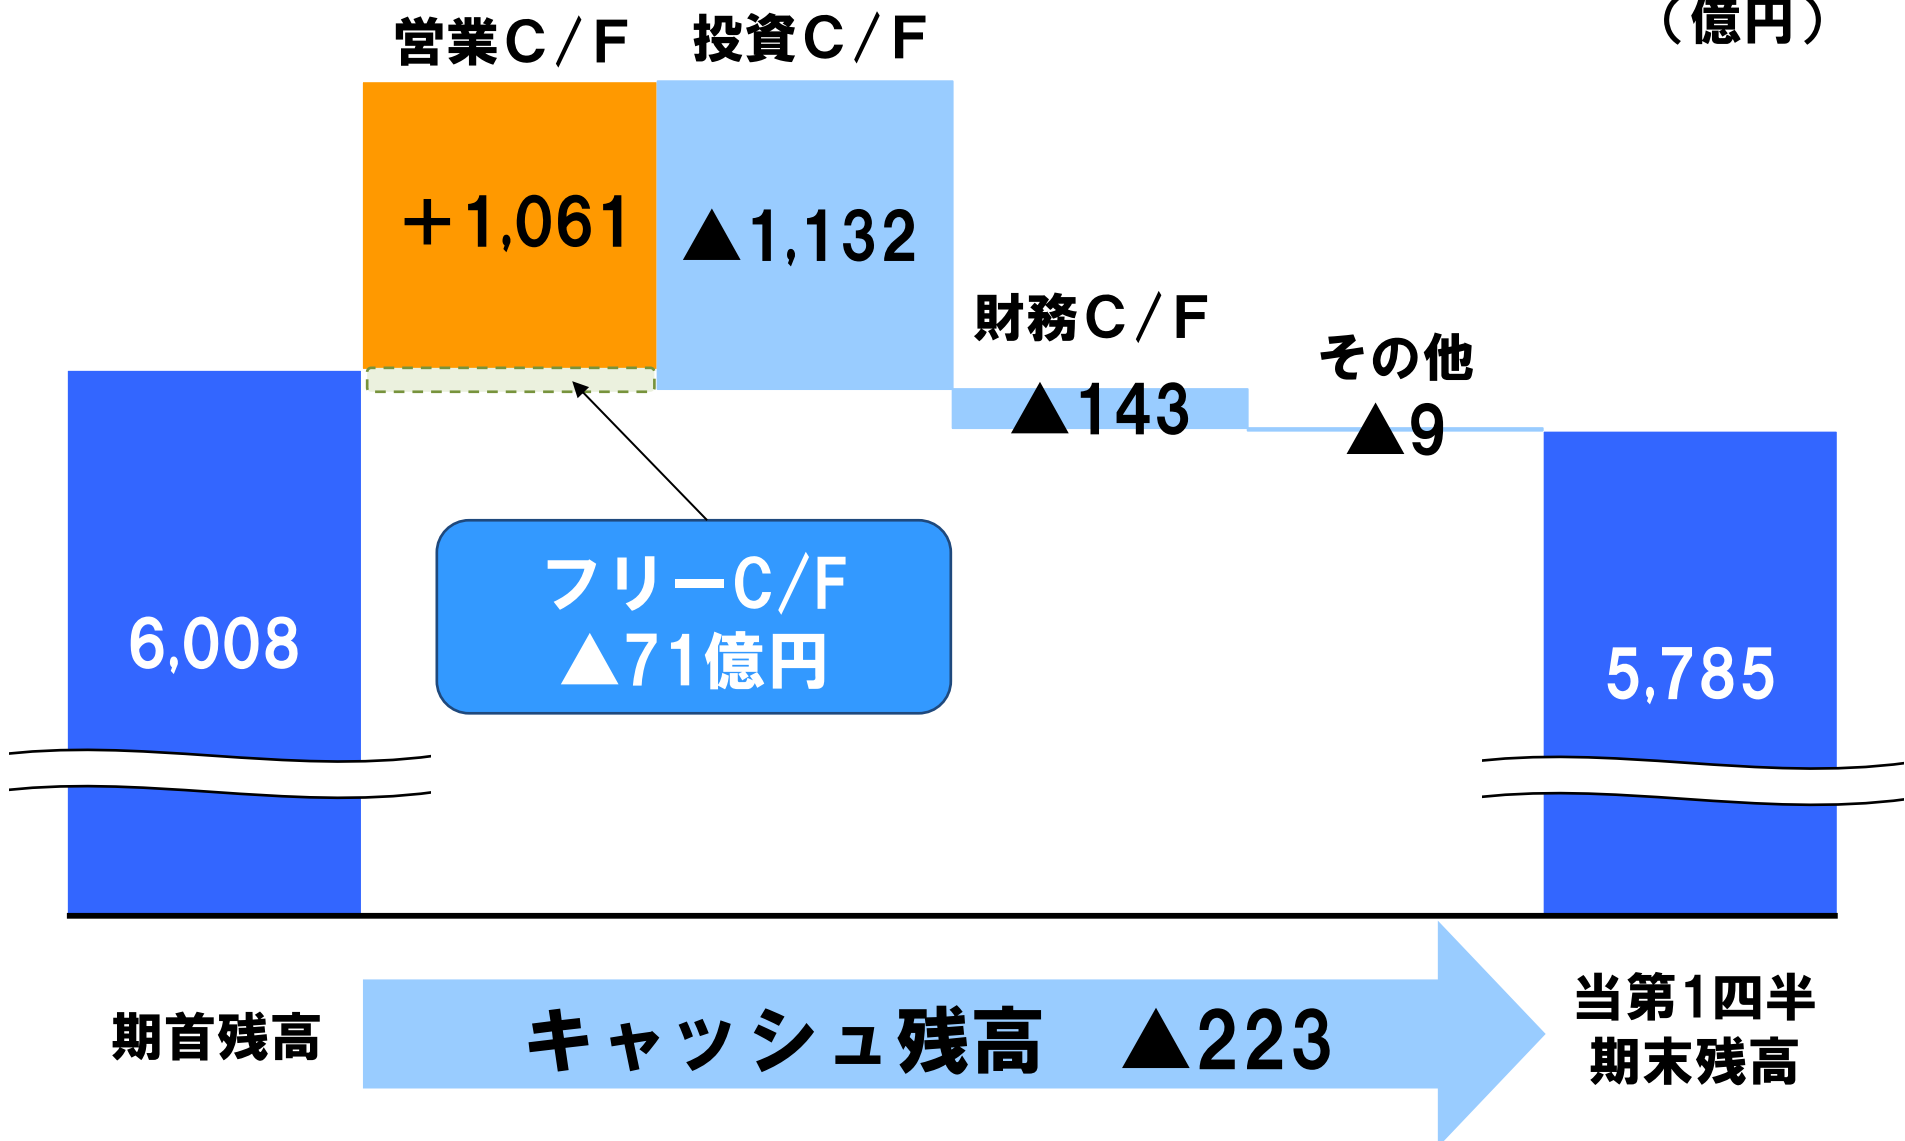 （億円）
営業Ｃ／Ｆ
投資Ｃ／Ｆ
＋1,061
▲1,132
財務Ｃ／Ｆ
▲143
その他
▲9
フリーC/F
▲71億円
6,008
5,785
期首残高
キャッシュ残高　▲223
当第1四半
期末残高